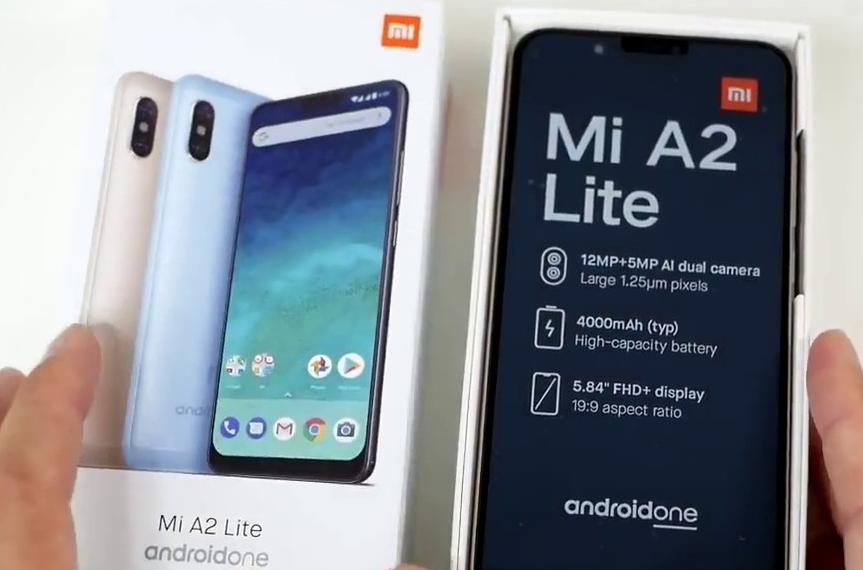 mi
Mi A2 Lite
androidone
mi
Mi A2
Lite
12MP+5MP AI dual camera
Large 1.25μm pixels
4000mAh (typ)
High-capacity battery
5.84" FHD+ display
19:9 aspect ratio
androidone